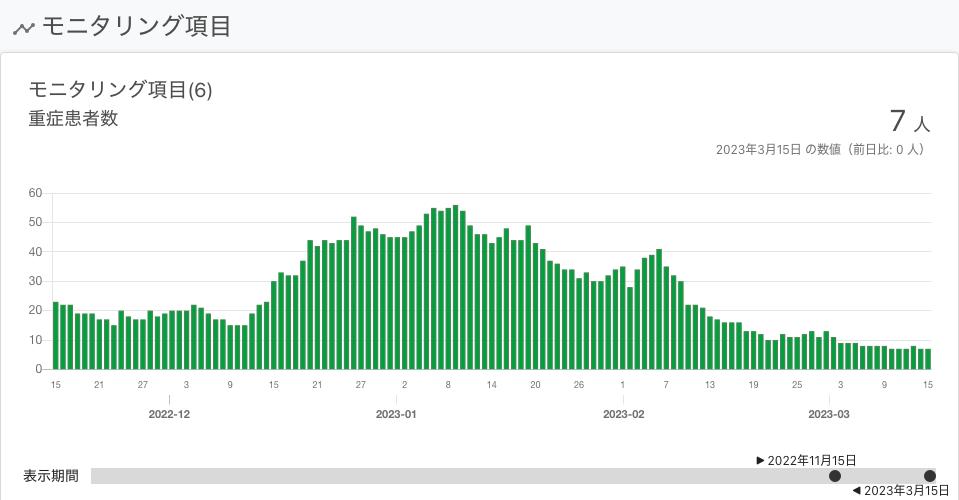 モニタリング項目
モニタリング項目(6)
重症患者数
7 人
2023年3月15日 の数値（前日比: 0 人）
60
50
40
30
20
10
0
15 21 27 3 9 15 21 27 2 8 14 20 26 1 7 13 19 25 3 9 15
2022-12 2023-01 2023-02 2023-03
2022年11月15日
表示期間
2023年3月15日